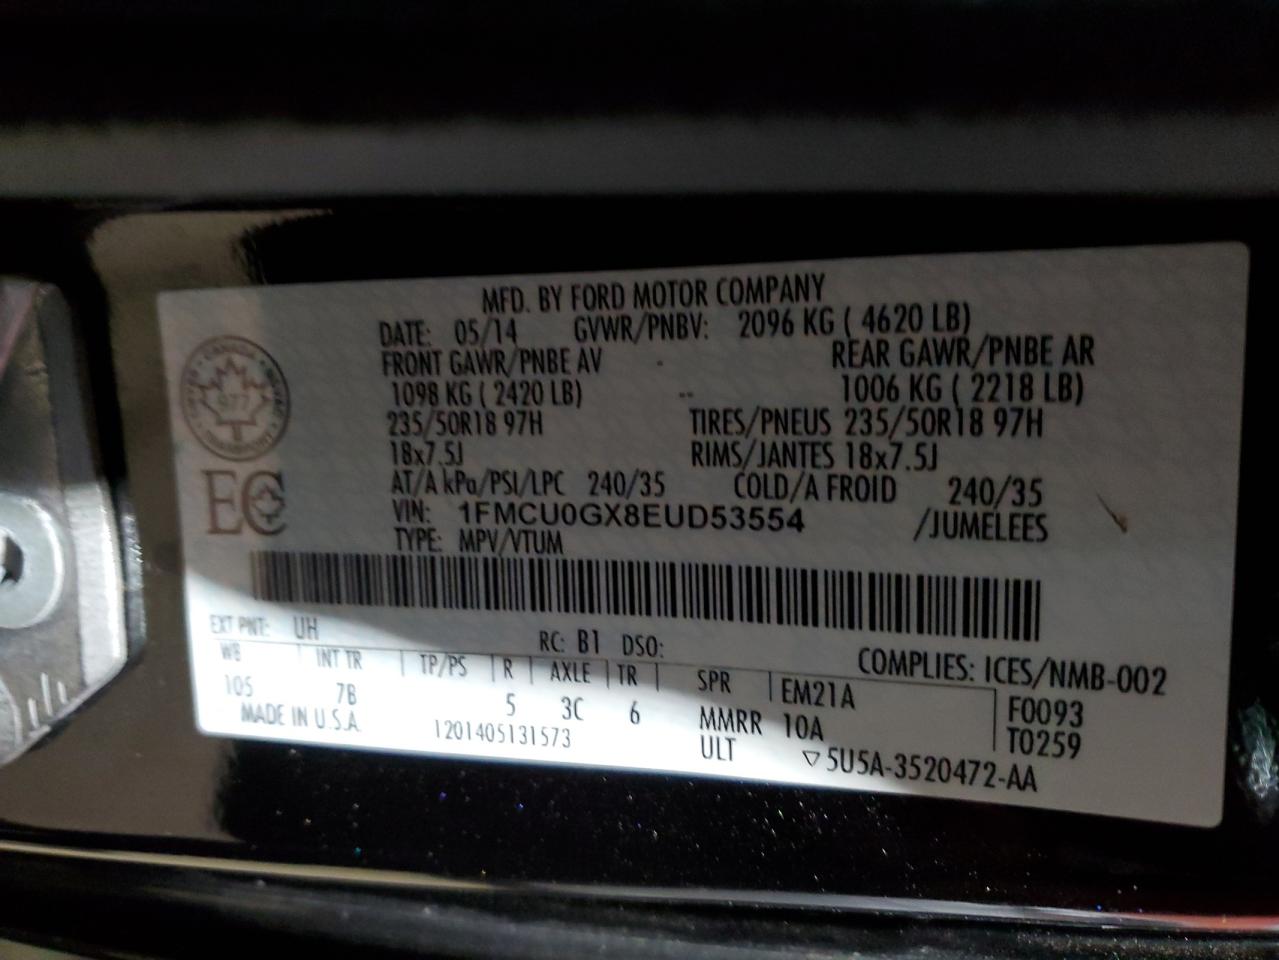 MFD. BY FORD MOTOR COMPANY
DATE: 05/14 GVWR/PNBV: 2096 KG ( 4620 LB)
FRONT GAWR/PNBE AV REAR GAWR/PNBE AR
1098 KG ( 2420 LB) 1006 KG ( 2218 LB)
235/50R18 97H TIRES/PNEUS 235/50R18 97H
18x7.5J RIMS/JANTES 18x7.5J
AT/A kPa/PSI/LPC 240/35 COLD/A FROID 240/35
VIN: 1FMCU0GX8EUD53554 /JUMELEES
TYPE: MPV/VTUM
CANADA
977
EC
EXT PNT: UH RC: B1 DSO:
COMPLIES: ICES/NMB-002
WB INT TR TP/PS R AXLE TR SPR EM21A F0093
105 7B 5 3C 6 MMRR 10A T0259
MADE IN U.S.A. 1201405131573 ULT ▽5U5A-3520472-AA